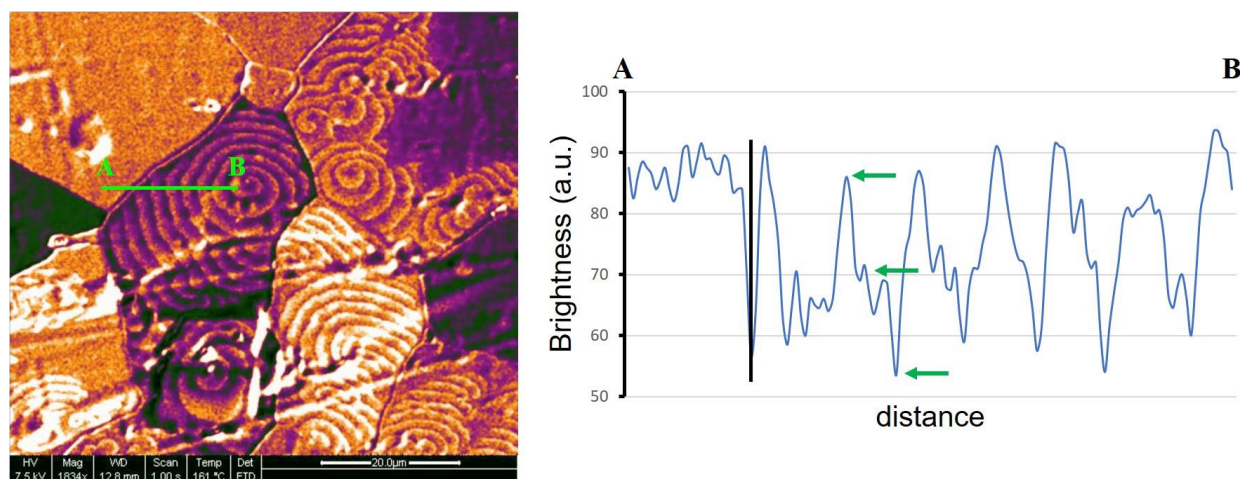 A B
HV Mag WD Scan Temp Det
7.5 kV 1834x 12.8 mm 1.00 s 161 °C ETD
20.0µm
A B
100
90
80
70
60
50
Brightness (a.u.)
distance